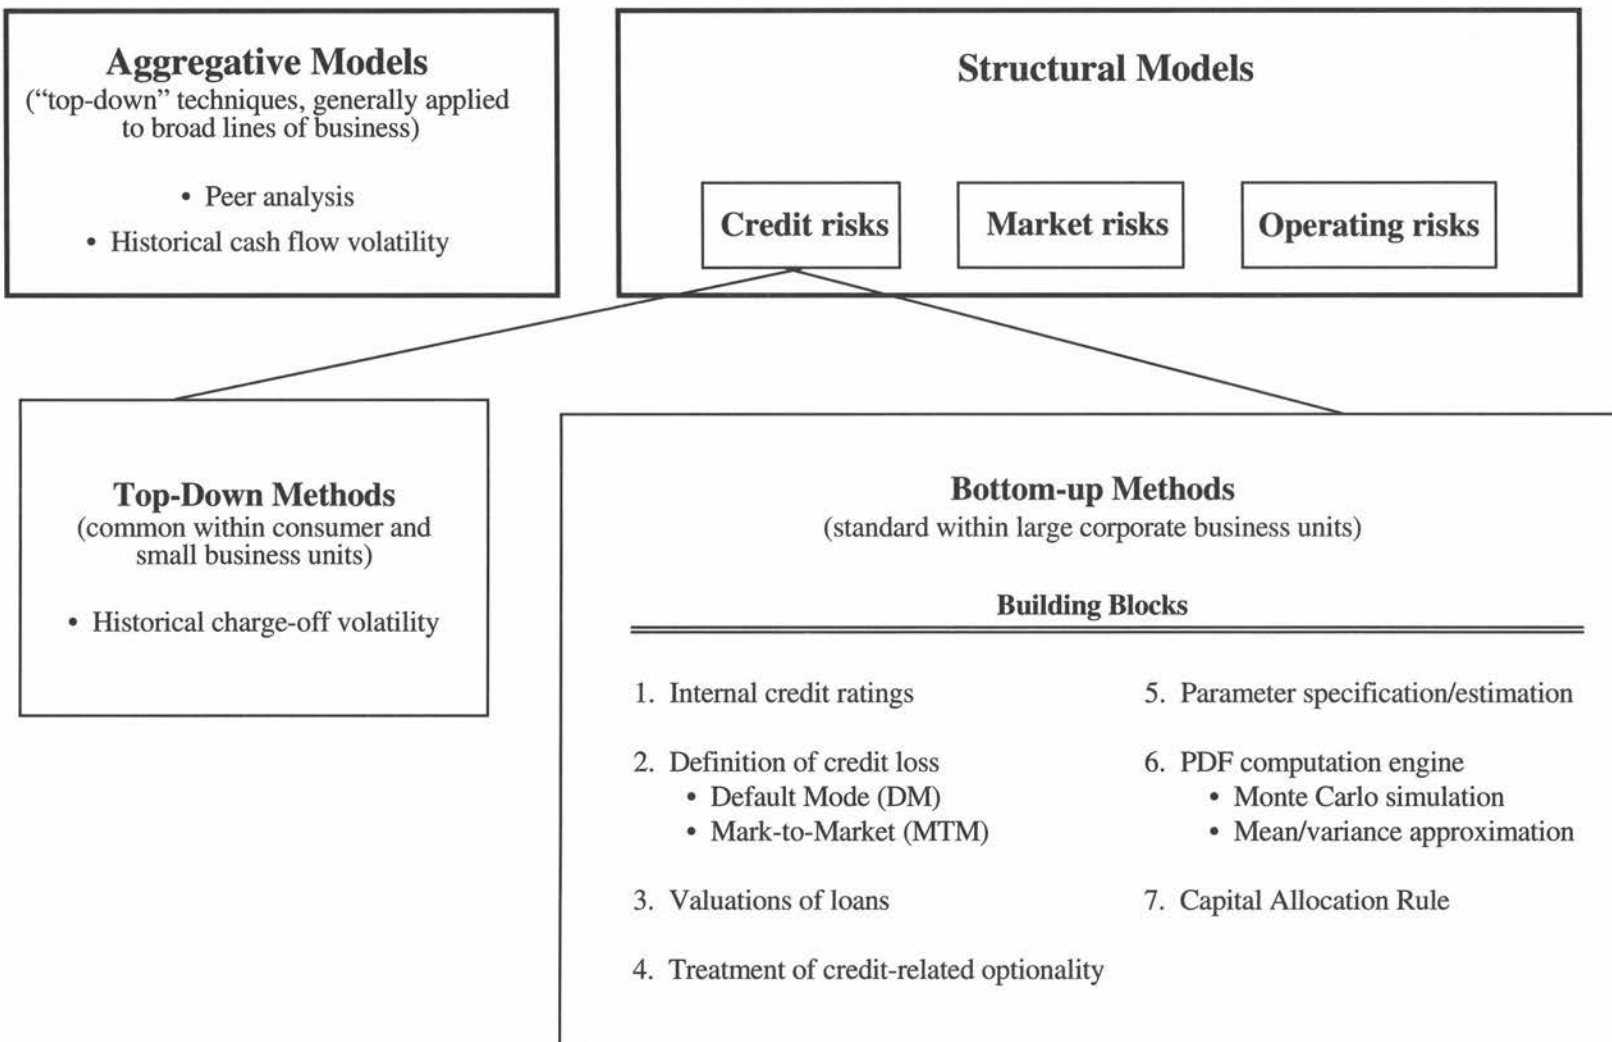 Aggregative Models
(“top-down” techniques, generally applied
to broad lines of business)
• Peer analysis
• Historical cash flow volatility
Structural Models
Credit risks
Market risks
Operating risks
Top-Down Methods
(common within consumer and
small business units)
• Historical charge-off volatility
Bottom-up Methods
(standard within large corporate business units)
Building Blocks
1. Internal credit ratings
2. Definition of credit loss
• Default Mode (DM)
• Mark-to-Market (MTM)
3. Valuations of loans
4. Treatment of credit-related optionality
5. Parameter specification/estimation
6. PDF computation engine
• Monte Carlo simulation
• Mean/variance approximation
7. Capital Allocation Rule